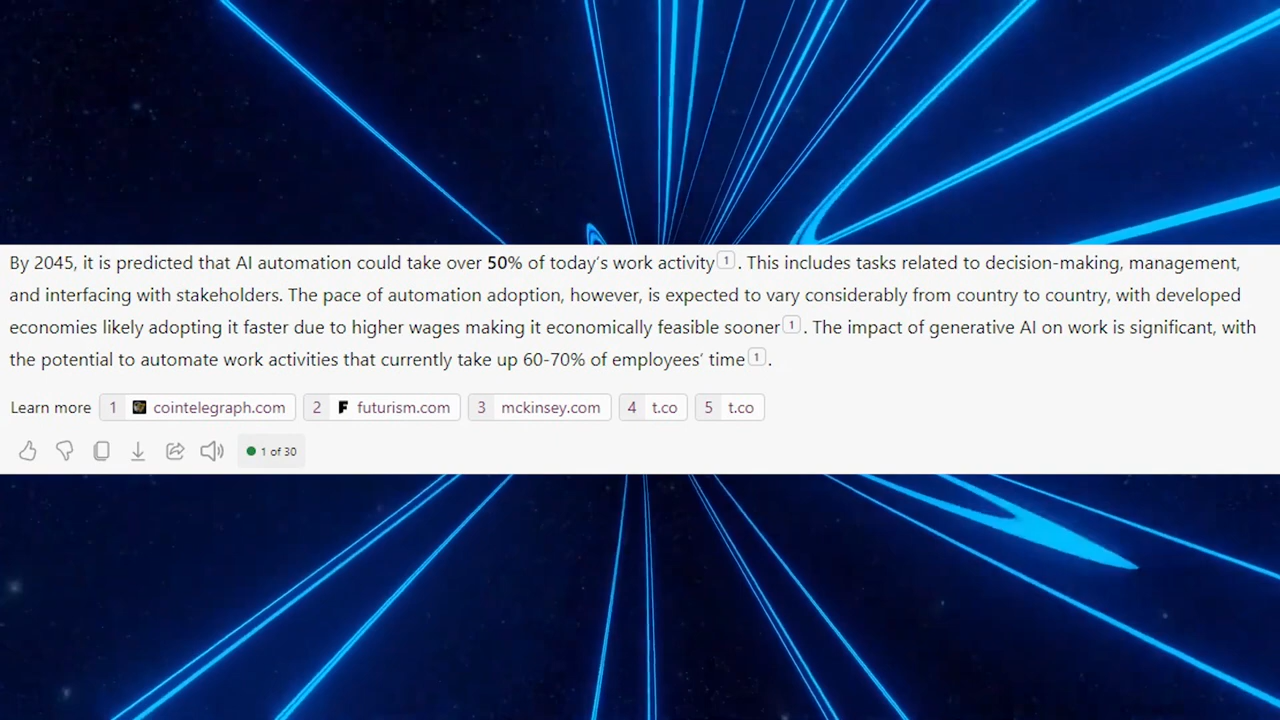 By 2045, it is predicted that AI automation could take over 50% of today's work activity 1 . This includes tasks related to decision-making, management,
and interfacing with stakeholders. The pace of automation adoption, however, is expected to vary considerably from country to country, with developed
economies likely adopting it faster due to higher wages making it economically feasible sooner 1 . The impact of generative AI on work is significant, with
the potential to automate work activities that currently take up 60-70% of employees' time 1 .
Learn more 1 cointelegraph.com 2 futurism.com 3 mckinsey.com 4 t.co 5 t.co
1 of 30